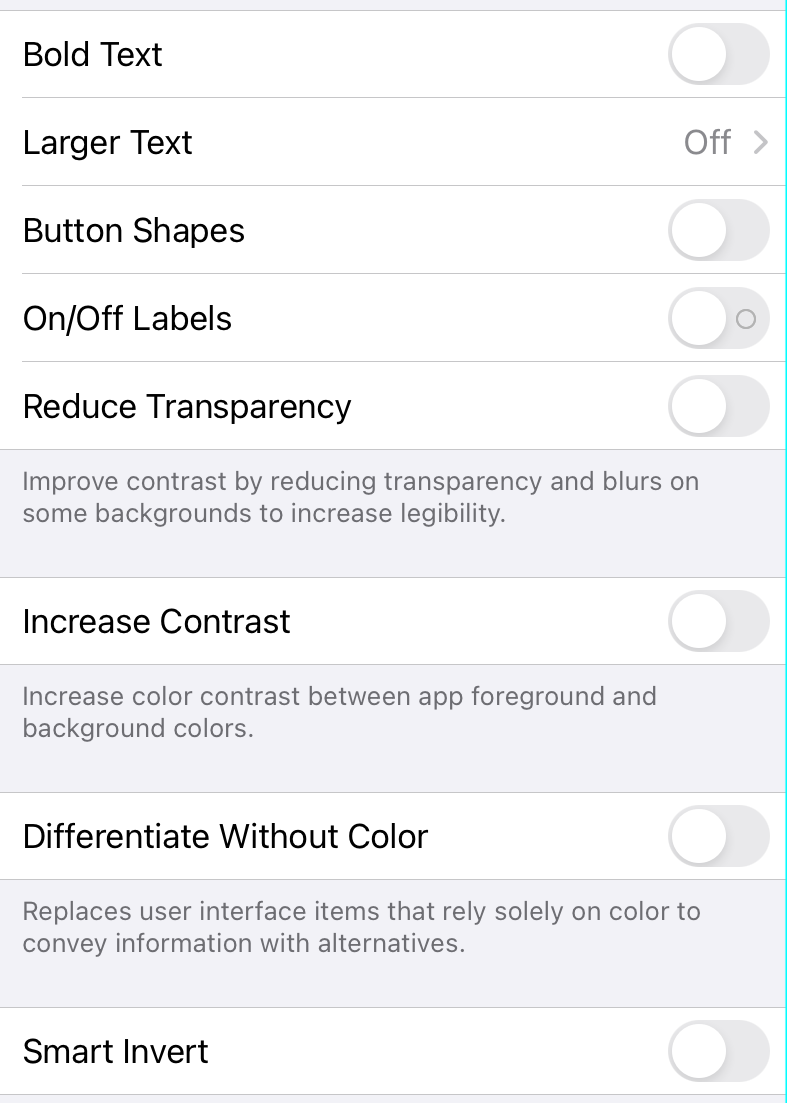 Bold Text
Larger Text Off
Button Shapes
On/Off Labels
Reduce Transparency
Improve contrast by reducing transparency and blurs on
some backgrounds to increase legibility.
Increase Contrast
Increase color contrast between app foreground and
background colors.
Differentiate Without Color
Replaces user interface items that rely solely on color to
convey information with alternatives.
Smart Invert